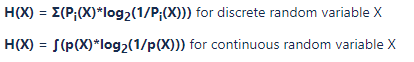 H(X) = Σ(Pᵢ(X)*log₂(1/Pᵢ(X))) for discrete random variable X
H(X) = ∫(p(X)*log₂(1/p(X))) for continuous random variable X